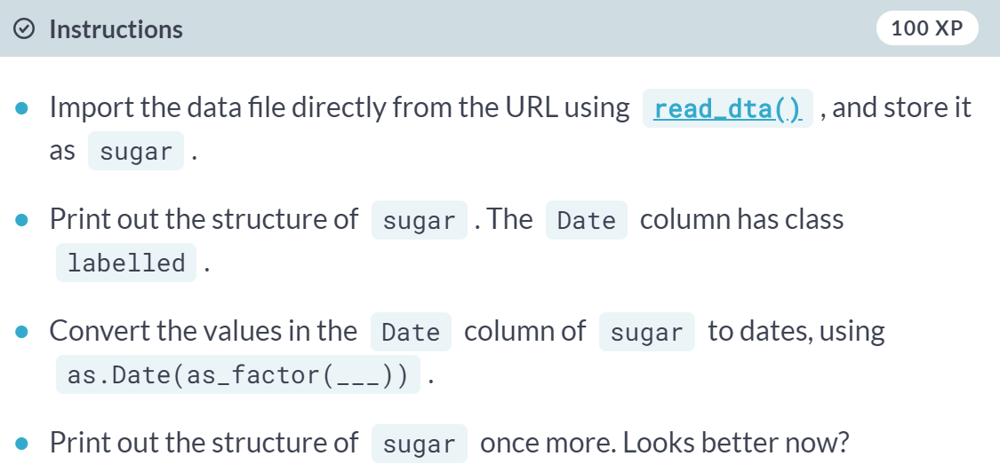 Instructions 100 XP
Import the data file directly from the URL using read_dta() , and store it
as sugar .
Print out the structure of sugar . The Date column has class
labelled .
Convert the values in the Date column of sugar to dates, using
as.Date(as_factor(___)) .
Print out the structure of sugar once more. Looks better now?